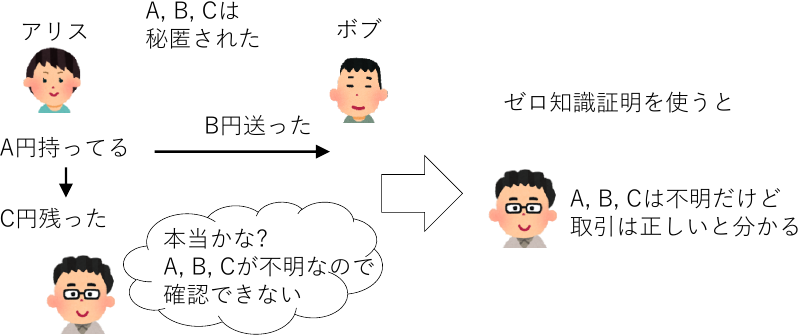 アリス
A, B, Cは
秘匿された
ボブ
B円送った
A円持ってる
C円残った
本当かな?
A, B, Cが不明なので
確認できない
ゼロ知識証明を使うと
A, B, Cは不明だけど
取引は正しいと分かる